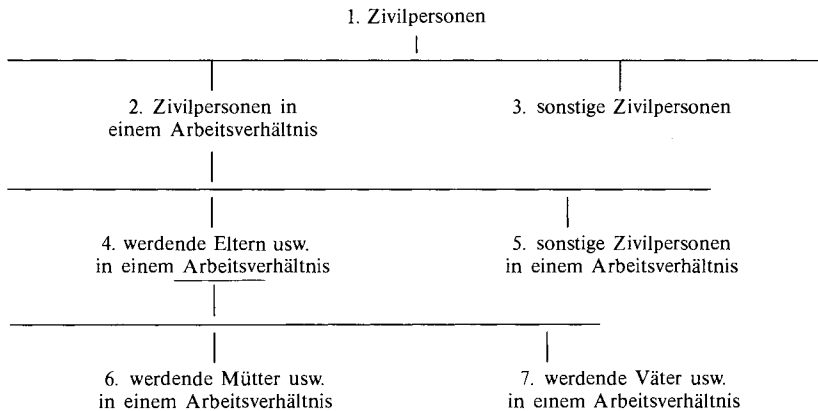 1. Zivilpersonen
2. Zivilpersonen in
einem Arbeitsverhältnis
3. sonstige Zivilpersonen
4. werdende Eltern usw.
in einem Arbeitsverhältnis
5. sonstige Zivilpersonen
in einem Arbeitsverhältnis
6. werdende Mütter usw.
in einem Arbeitsverhältnis
7. werdende Väter usw.
in einem Arbeitsverhältnis